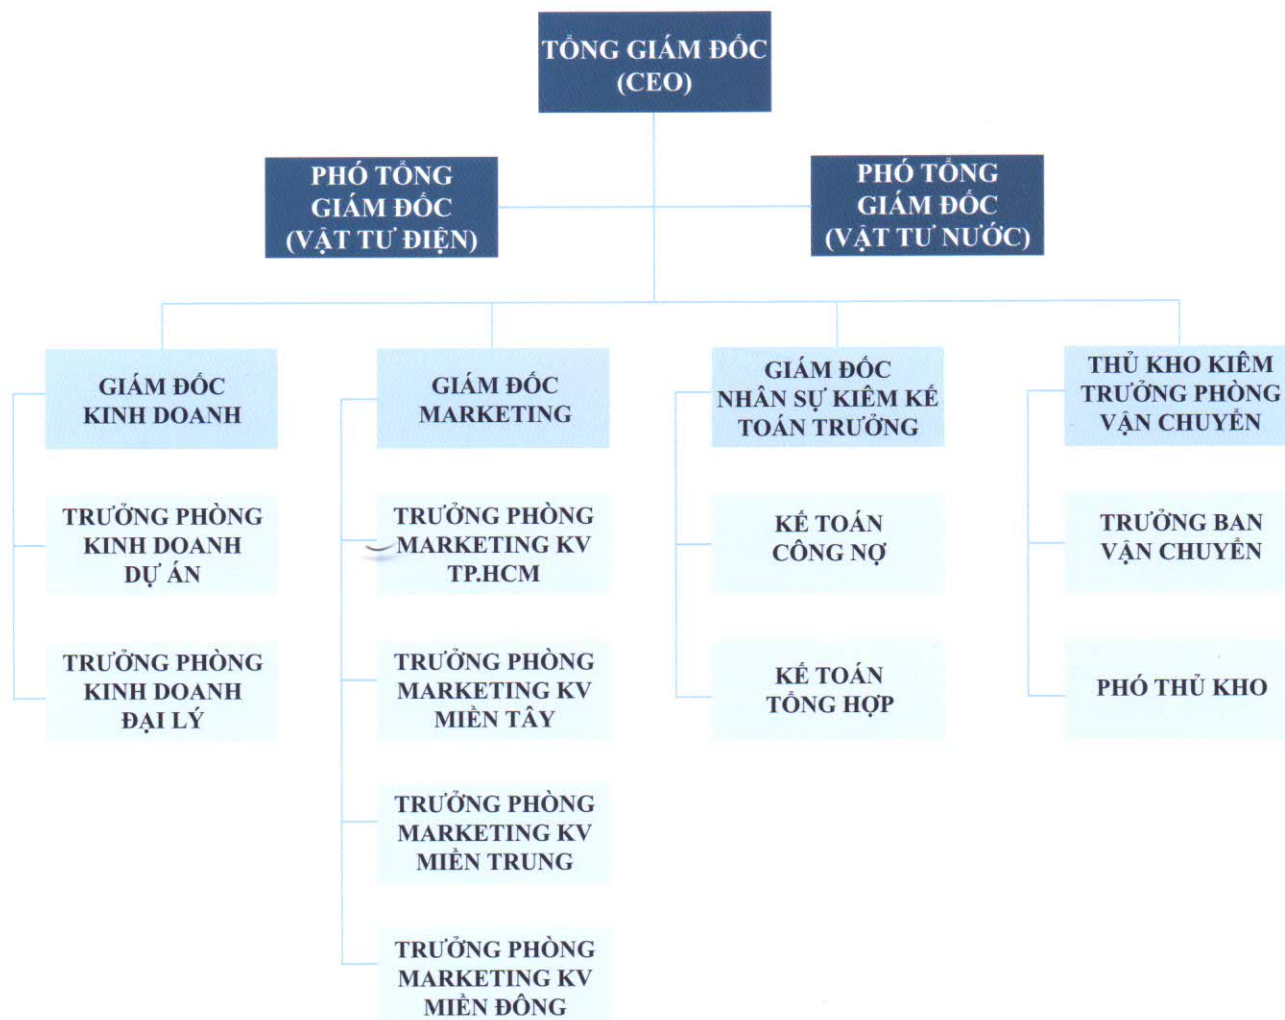 TỔNG GIÁM ĐỐC
(CEO)
PHÓ TỔNG
GIÁM ĐỐC
(VẬT TƯ ĐIỆN)
PHÓ TỔNG
GIÁM ĐỐC
(VẬT TƯ NƯỚC)
GIÁM ĐỐC
KINH DOANH
GIÁM ĐỐC
MARKETING
GIÁM ĐỐC
NHÂN SỰ KIÊM KẾ
TOÁN TRƯỞNG
THỦ KHO KIÊM
TRƯỞNG PHÒNG
VẬN CHUYỂN
TRƯỞNG PHÒNG
KINH DOANH
DỰ ÁN
TRƯỞNG PHÒNG
MARKETING KV
TP.HCM
KẾ TOÁN
CÔNG NỢ
TRƯỞNG BAN
VẬN CHUYỂN
TRƯỞNG PHÒNG
KINH DOANH
ĐẠI LÝ
TRƯỞNG PHÒNG
MARKETING KV
MIỀN TÂY
KẾ TOÁN
TỔNG HỢP
PHÓ THỦ KHO
TRƯỞNG PHÒNG
MARKETING KV
MIỀN TRUNG
TRƯỞNG PHÒNG
MARKETING KV
MIỀN ĐÔNG